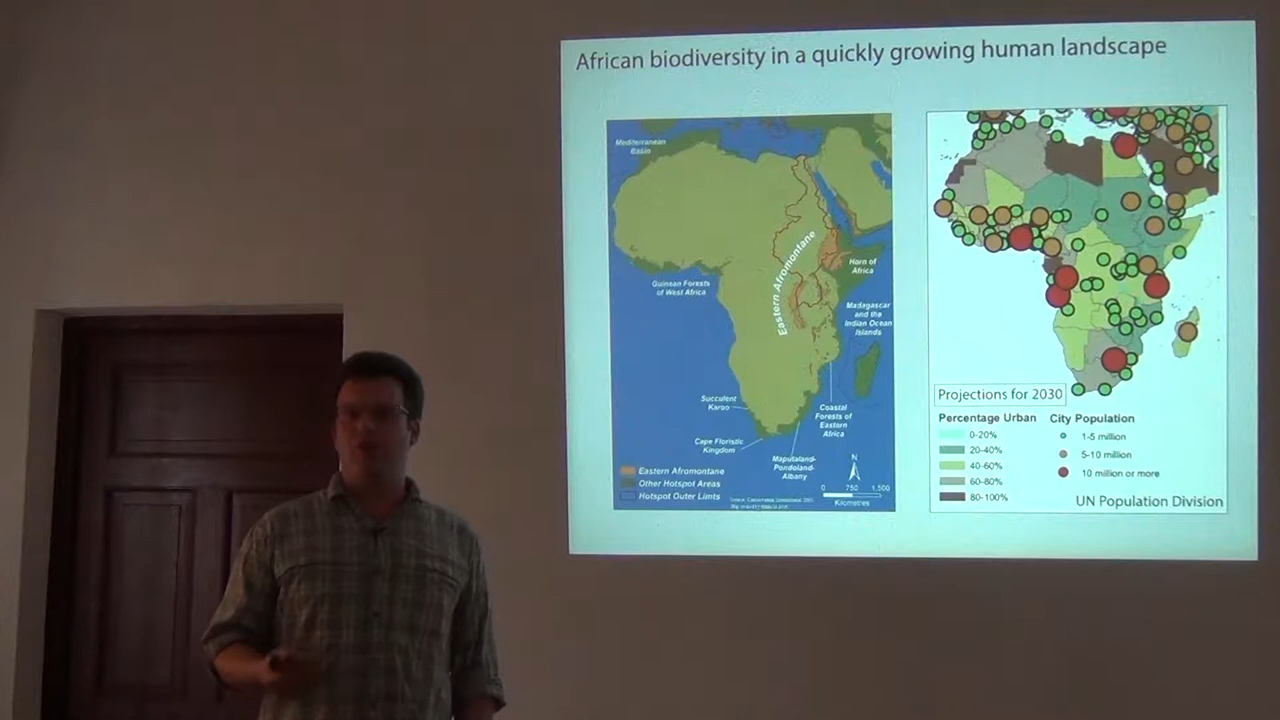 African biodiversity in a quickly growing human landscape
Mediterranean
Basin
Eastern Afromontane
Horn of
Africa
Guinean Forests
of West Africa
Madagascar
and the
Indian Ocean
Islands
Succulent
Karoo
Coastal
Forests of
Eastern
Africa
Cape Floristic
Kingdom
Maputaland-
Pondoland-
Albany
N
0 750 1,500
Kilometres
Eastern Afromontane
Other Hotspot Areas
Hotspot Outer Limits
Projections for 2030
Percentage Urban
0-20%
20-40%
40-60%
60-80%
80-100%
City Population
1-5 million
5-10 million
10 million or more
UN Population Division